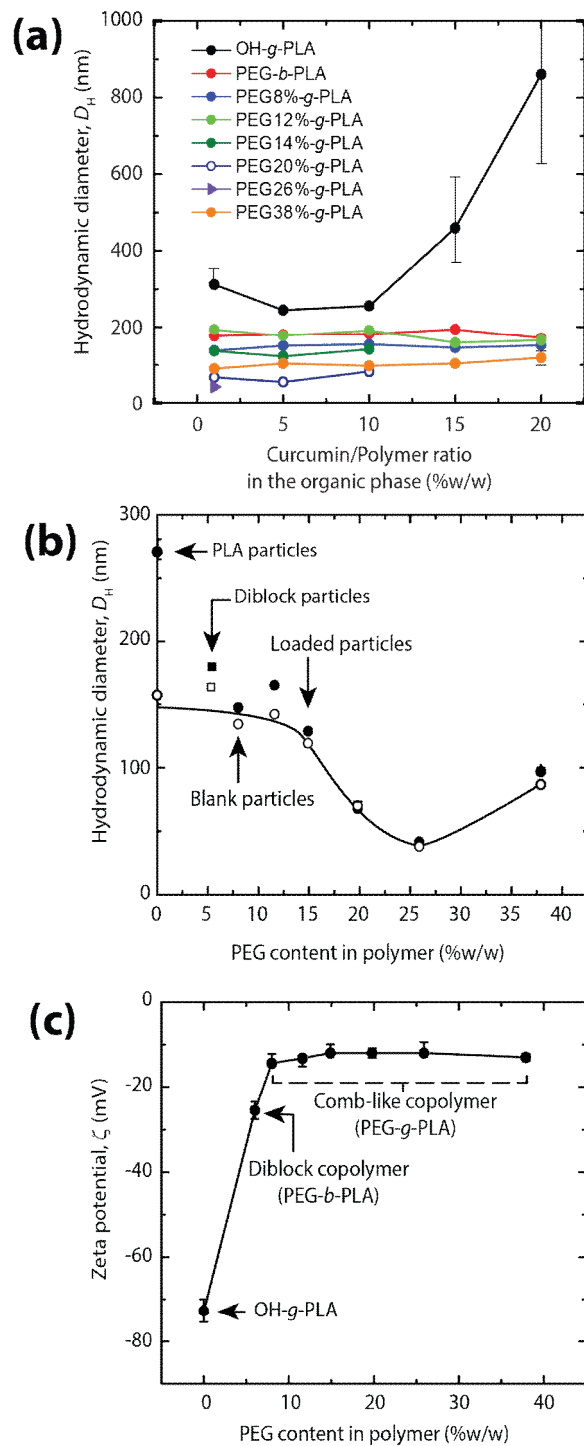 (a)
1000
800
600
400
200
0
Hydrodynamic diameter, D_H (nm)
OH-g-PLA
PEG-b-PLA
PEG8%-g-PLA
PEG12%-g-PLA
PEG14%-g-PLA
PEG20%-g-PLA
PEG26%-g-PLA
PEG38%-g-PLA
0 5 10 15 20
Curcumin/Polymer ratio
in the organic phase (%w/w)
(b)
300
200
100
0
Hydrodynamic diameter, D_H (nm)
PLA particles
Diblock particles
Loaded particles
Blank particles
0 5 10 15 20 25 30 35 40
PEG content in polymer (%w/w)
(c)
-0
-20
-40
-60
-80
Zeta potential, ζ (mV)
Comb-like copolymer
(PEG-g-PLA)
Diblock copolymer
(PEG-b-PLA)
OH-g-PLA
0 10 20 30 40
PEG content in polymer (%w/w)